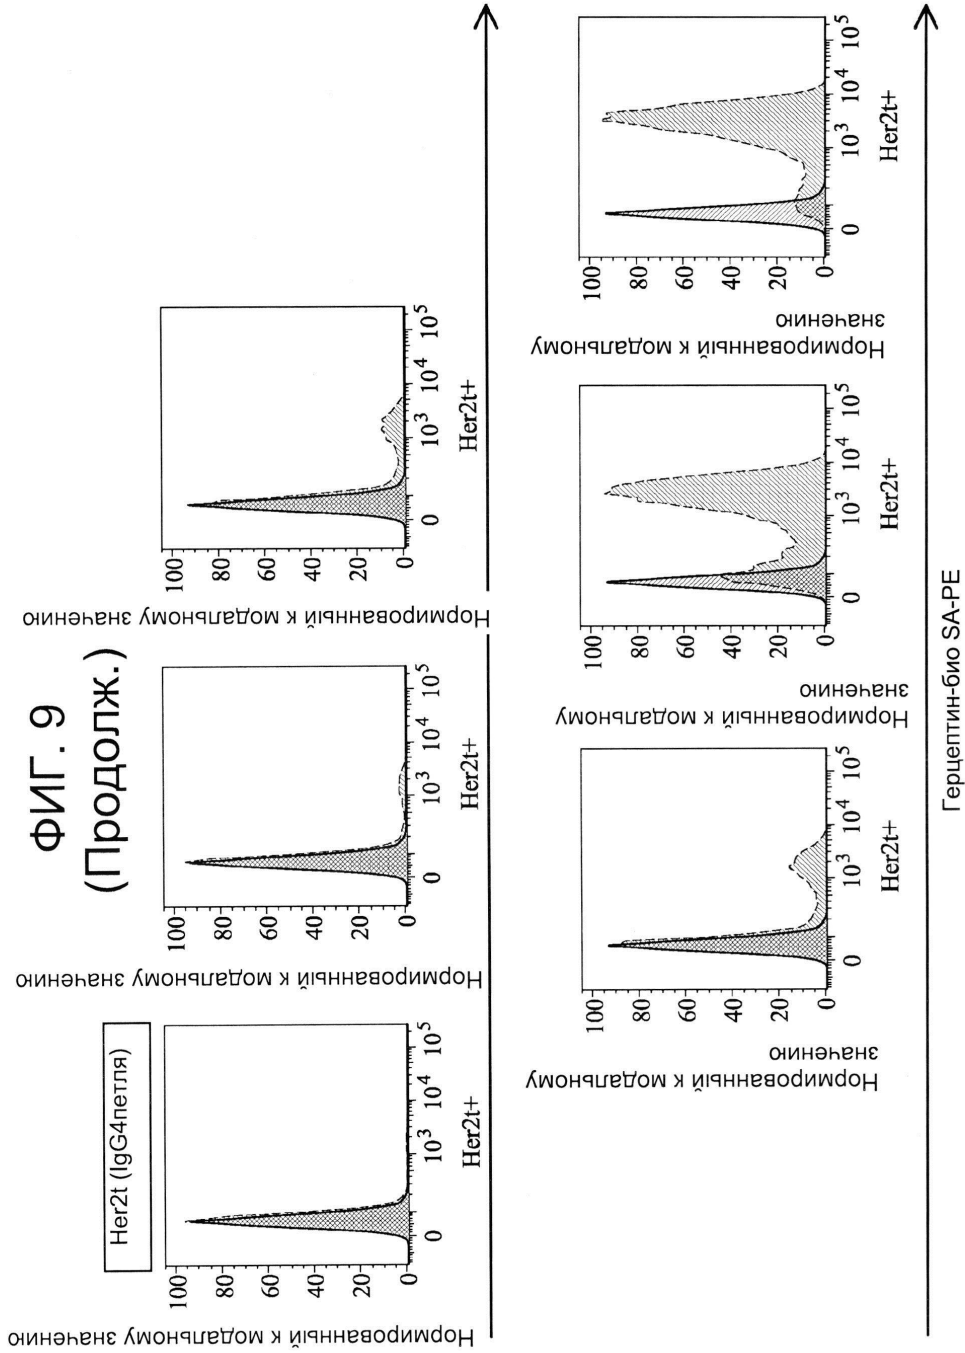 ФИГ. 9
(Продолж.)
Her2t (IgG4петля)
Нормированный к модальному значению
100
80
60
40
20
0
0 10³ 10⁴ 10⁵
Her2t+
Нормированный к модальному значению
100
80
60
40
20
0
0 10³ 10⁴ 10⁵
Her2t+
Нормированный к модальному значению
100
80
60
40
20
0
0 10³ 10⁴ 10⁵
Her2t+
Нормированный к модальному
значению
100
80
60
40
20
0
0 10³ 10⁴ 10⁵
Her2t+
Нормированный к модальному
значению
100
80
60
40
20
0
0 10³ 10⁴ 10⁵
Her2t+
Нормированный к модальному
значению
100
80
60
40
20
0
0 10³ 10⁴ 10⁵
Her2t+
Герцептин-био SA-PE